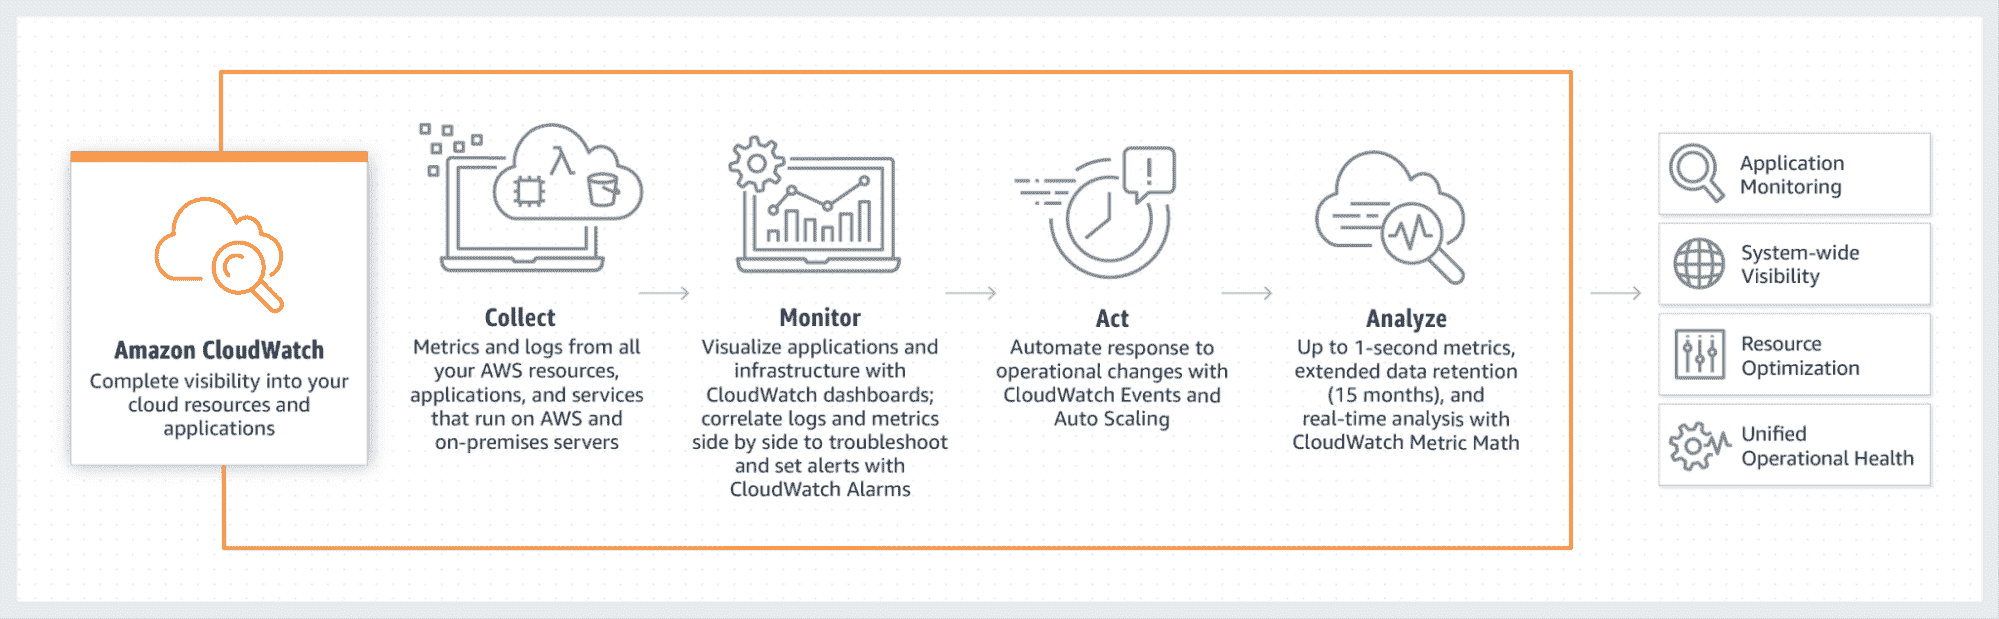 Amazon CloudWatch
Complete visibility into your
cloud resources and
applications
Collect
Metrics and logs from all
your AWS resources,
applications, and services
that run on AWS and
on-premises servers
Monitor
Visualize applications and
infrastructure with
CloudWatch dashboards;
correlate logs and metrics
side by side to troubleshoot
and set alerts with
CloudWatch Alarms
Act
Automate response to
operational changes with
CloudWatch Events and
Auto Scaling
Analyze
Up to 1-second metrics,
extended data retention
(15 months), and
real-time analysis with
CloudWatch Metric Math
Application
Monitoring
System-wide
Visibility
Resource
Optimization
Unified
Operational Health